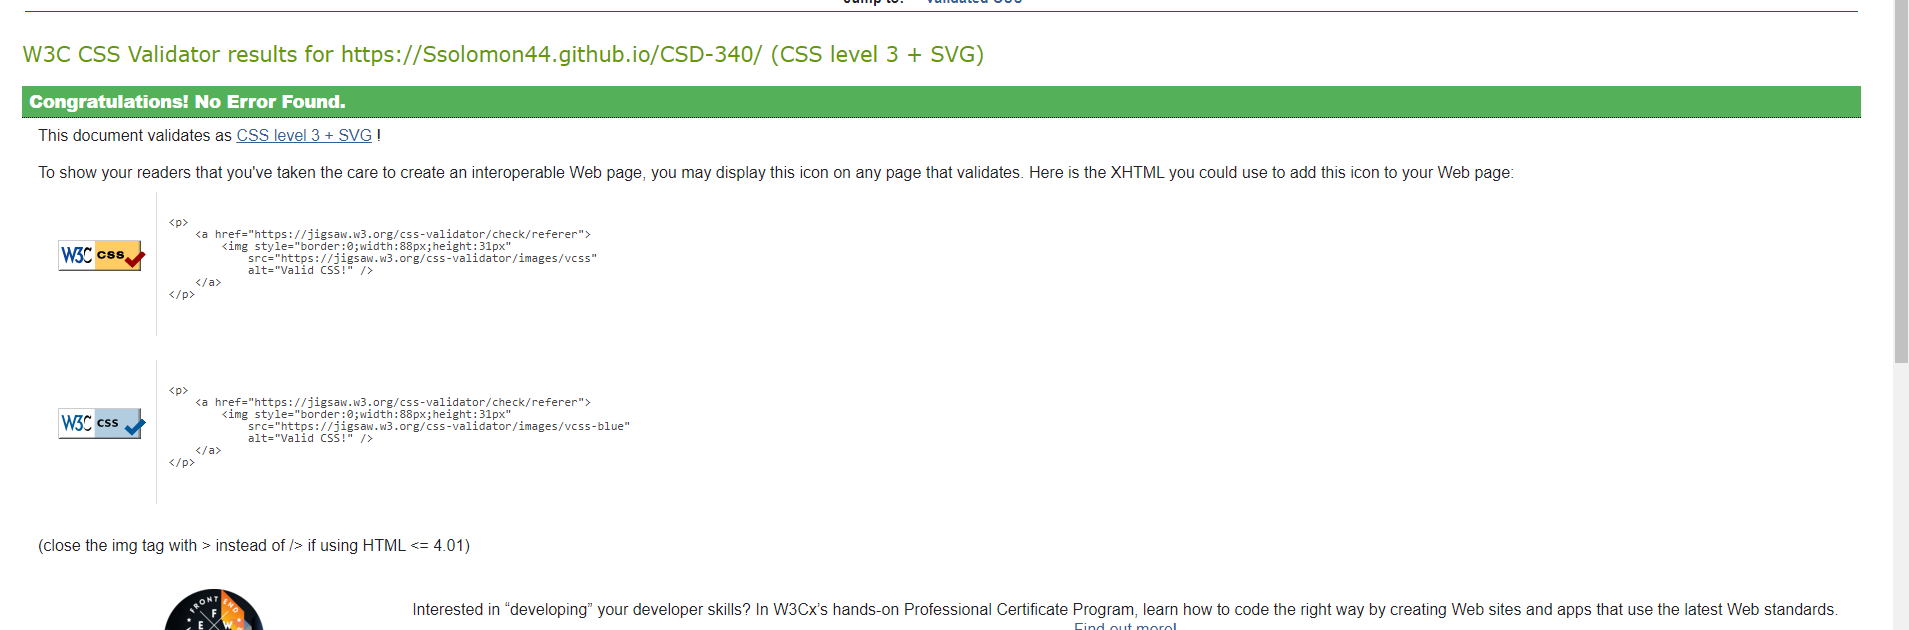 Jump to: Validated CSS
W3C CSS Validator results for https://Ssolomon44.github.io/CSD-340/ (CSS level 3 + SVG)
Congratulations! No Error Found.
This document validates as CSS level 3 + SVG !
To show your readers that you've taken the care to create an interoperable Web page, you may display this icon on any page that validates. Here is the XHTML you could use to add this icon to your Web page:
W3C css
<p>
    <a href="https://jigsaw.w3.org/css-validator/check/referer">
        <img style="border:0;width:88px;height:31px"
            src="https://jigsaw.w3.org/css-validator/images/vcss"
            alt="Valid CSS!" />
    </a>
</p>
W3C css
<p>
    <a href="https://jigsaw.w3.org/css-validator/check/referer">
        <img style="border:0;width:88px;height:31px"
            src="https://jigsaw.w3.org/css-validator/images/vcss-blue"
            alt="Valid CSS!" />
    </a>
</p>
(close the img tag with > instead of /> if using HTML <= 4.01)
FRONT END
F
E W
Interested in “developing” your developer skills? In W3Cx’s hands-on Professional Certificate Program, learn how to code the right way by creating Web sites and apps that use the latest Web standards.
Find out more!